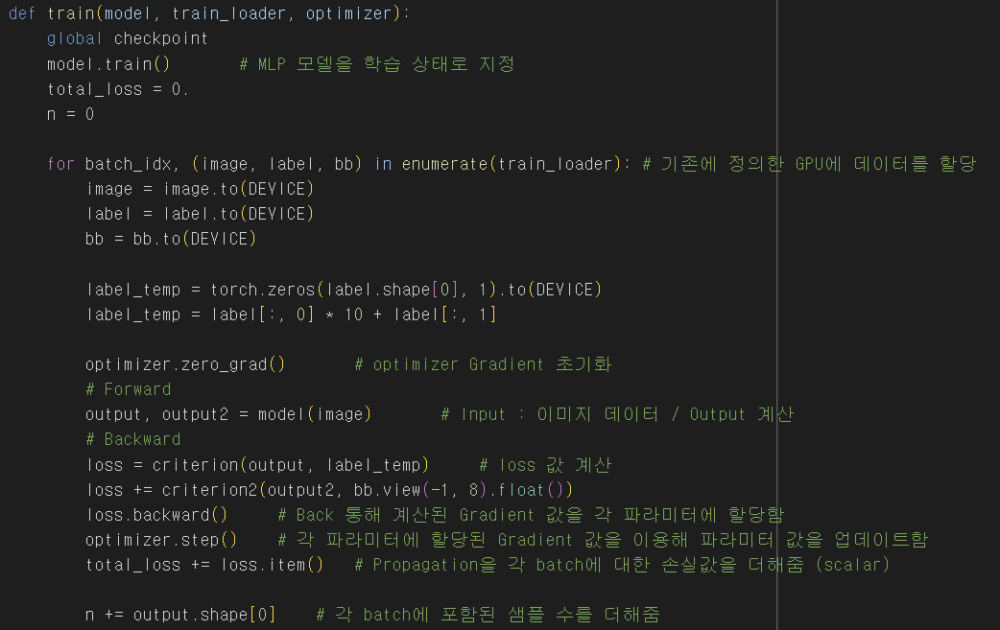 def train(model, train_loader, optimizer):
    global checkpoint
    model.train()       # MLP 모델을 학습 상태로 지정
    total_loss = 0.
    n = 0
    for batch_idx, (image, label, bb) in enumerate(train_loader): # 기존에 정의한 GPU에 데이터를 할당
        image = image.to(DEVICE)
        label = label.to(DEVICE)
        bb = bb.to(DEVICE)
        label_temp = torch.zeros(label.shape[0], 1).to(DEVICE)
        label_temp = label[:, 0] * 10 + label[:, 1]
        optimizer.zero_grad()       # optimizer Gradient 초기화
        # Forward
        output, output2 = model(image)       # Input : 이미지 데이터 / Output 계산
        # Backward
        loss = criterion(output, label_temp)      # loss 값 계산
        loss += criterion2(output2, bb.view(-1, 8).float())
        loss.backward()     # Back 통해 계산된 Gradient 값을 각 파라미터에 할당함
        optimizer.step()    # 각 파라미터에 할당된 Gradient 값을 이용해 파라미터 값을 업데이트함
        total_loss += loss.item()   # Propagation을 각 batch에 대한 손실값을 더해줌 (scalar)
        n += output.shape[0]    # 각 batch에 포함된 샘플 수를 더해줌